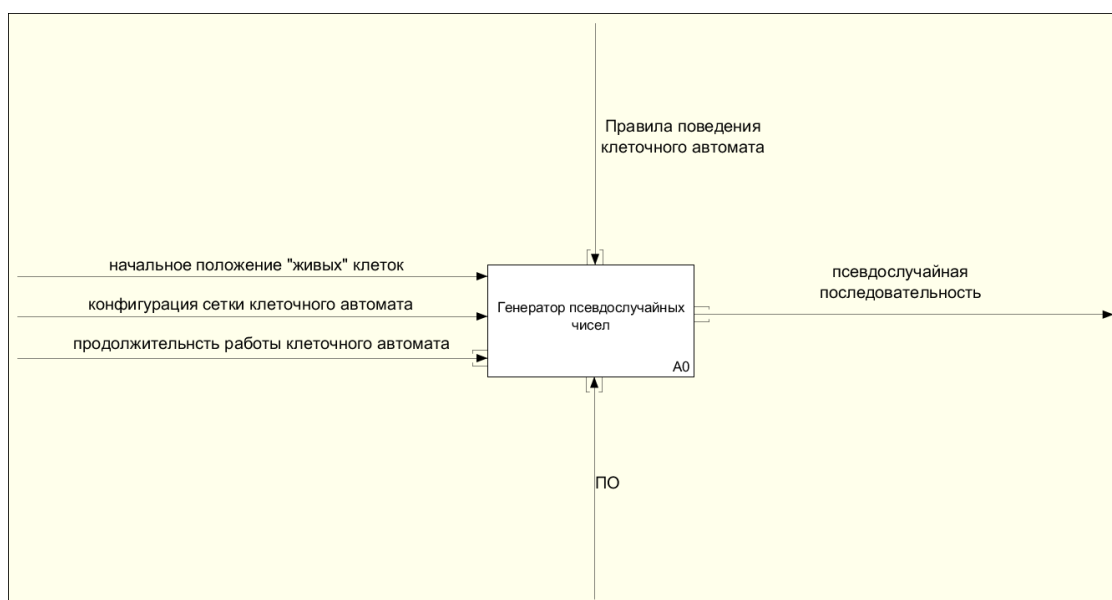 Правила поведения
клеточного автомата
начальное положение "живых" клеток
конфигурация сетки клеточного автомата
продолжительнсть работы клеточного автомата
Генератор псевдослучайных
чисел
A0
псевдослучайная
последовательность
ПО